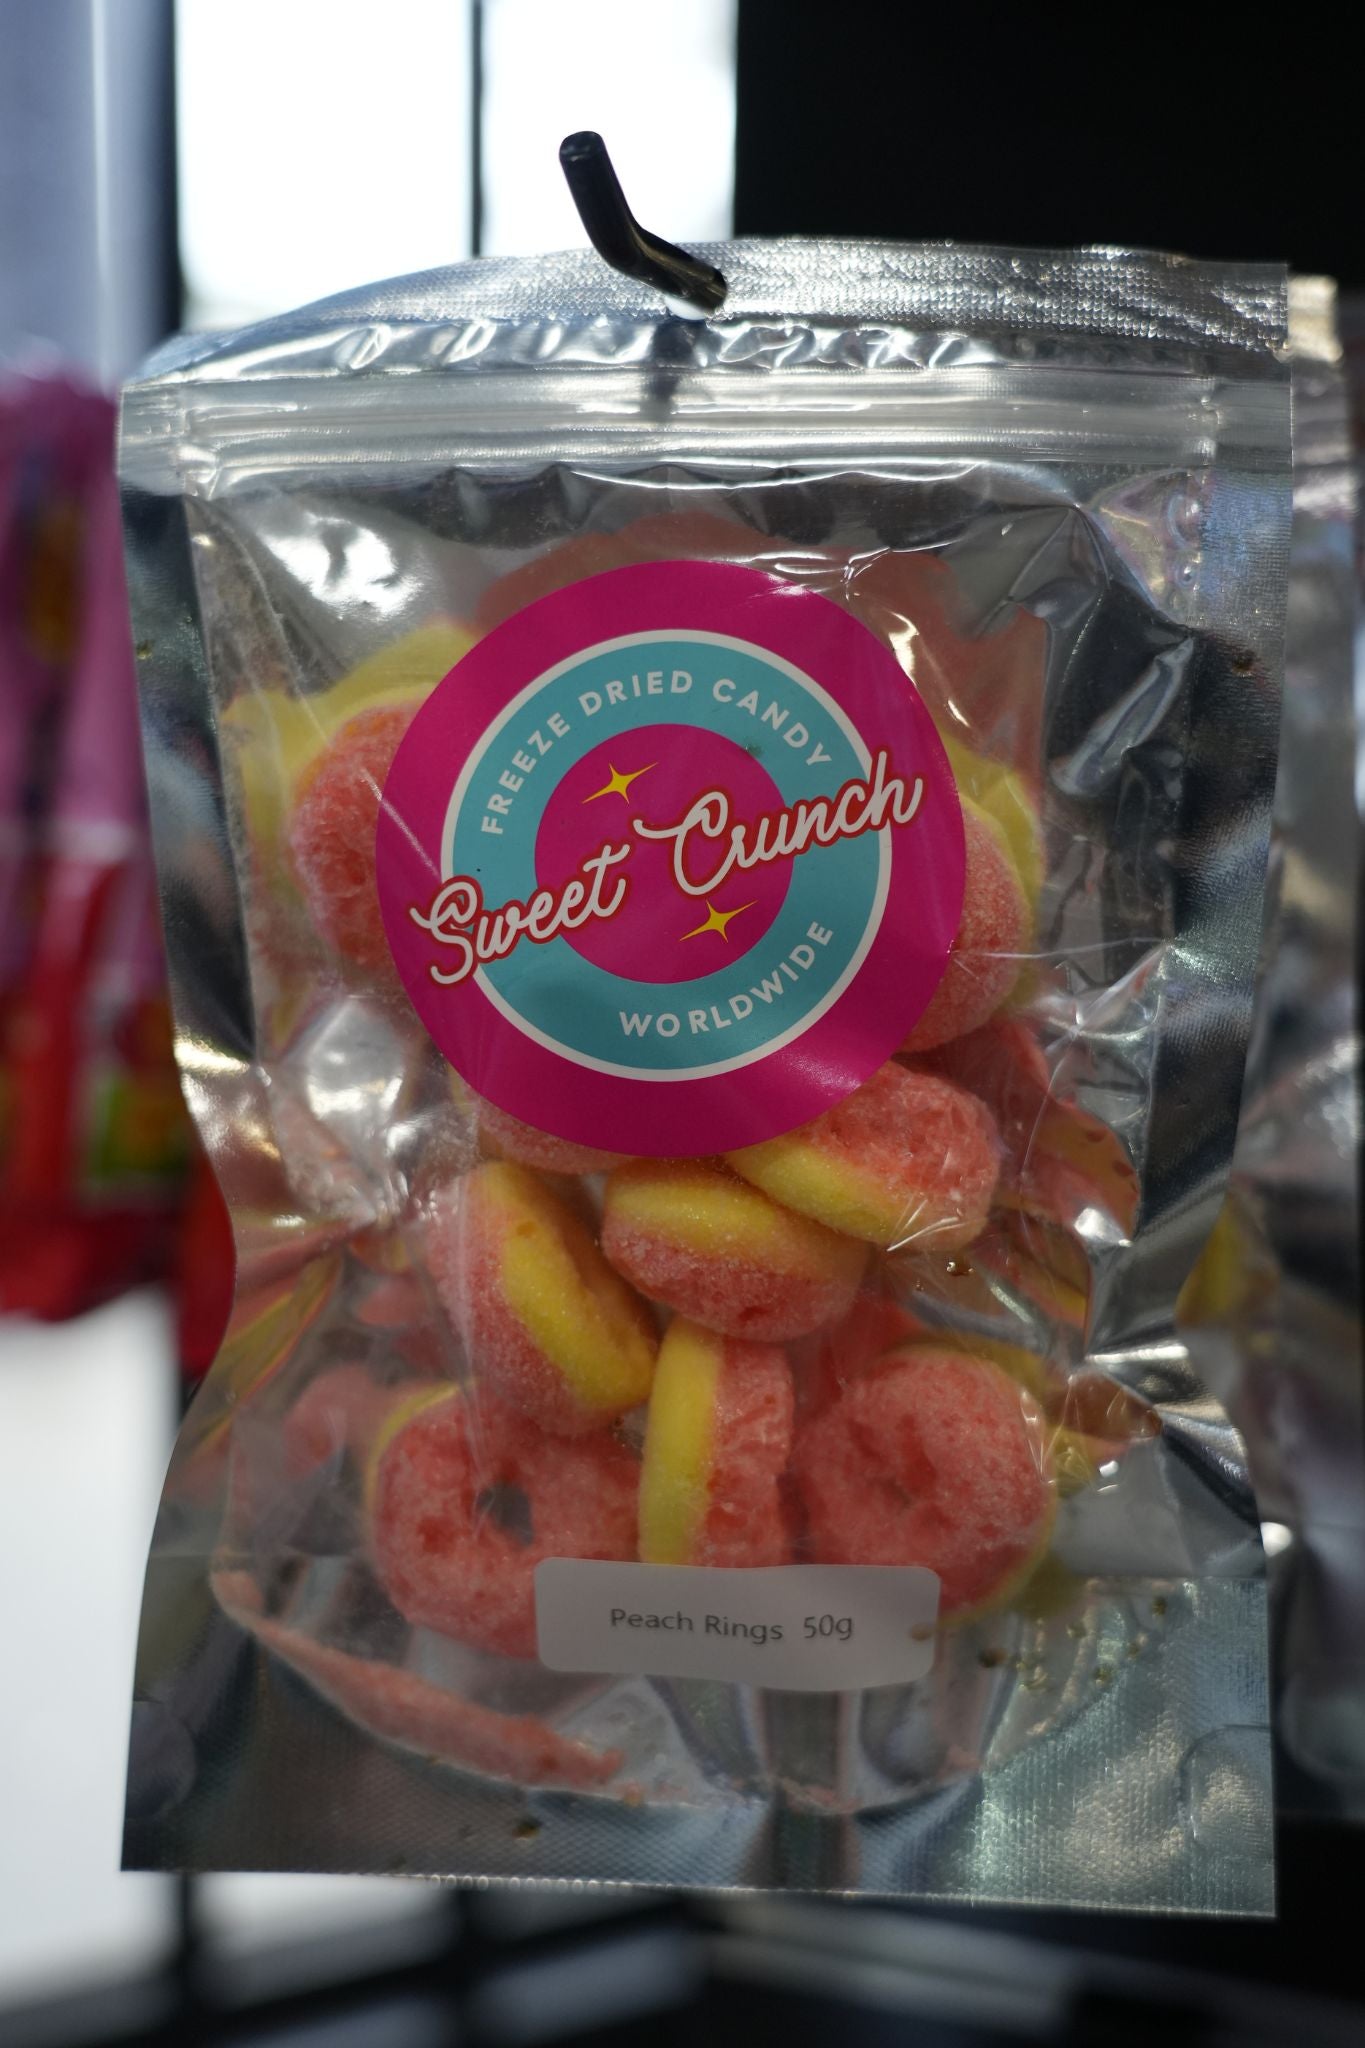 FREEZE DRIED CANDY
Sweet Crunch
WORLDWIDE
Peach Rings 50g